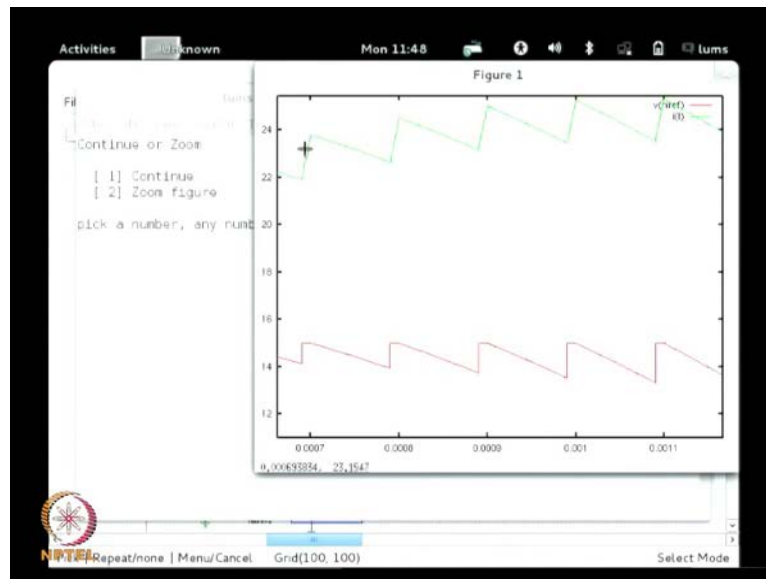 Activities
Mon 11:48
lums
Figure 1
Continue or Zoom
[ 1] Continue
[ 2] Zoom figure
pick a number, any numb
24
22
20
18
16
14
12
0.0007 0.0008 0.0009 0.001 0.0011
0.000693834, 23.1547
NPTEL
Repeat/none | Menu/Cancel Grid(100, 100) Select Mode